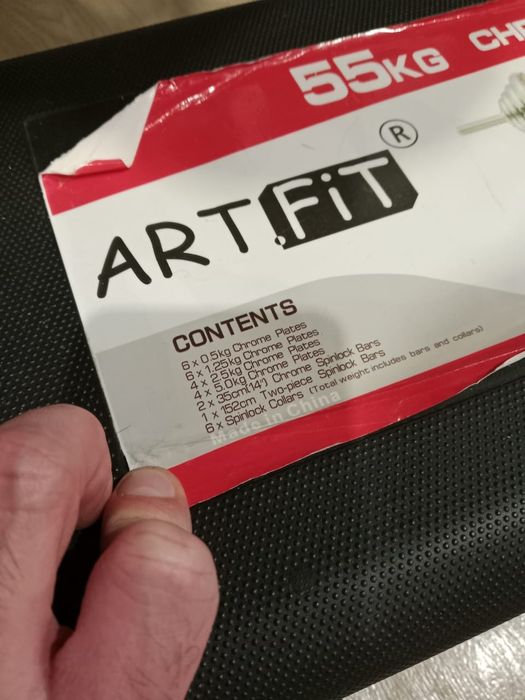 55KG
ARTFiT®
CONTENTS
6 x 0.5kg Chrome Plates
6 x 1.25kg Chrome Plates
4 x 2.5kg Chrome Plates
4 x 5.0kg Chrome Plates
2 x 35cm(14") Chrome Spinlock Bars
1 x 152cm Two-piece Spinlock Bars
6 x Spinlock Collars (Total weight includes bars and collars)
Made in China